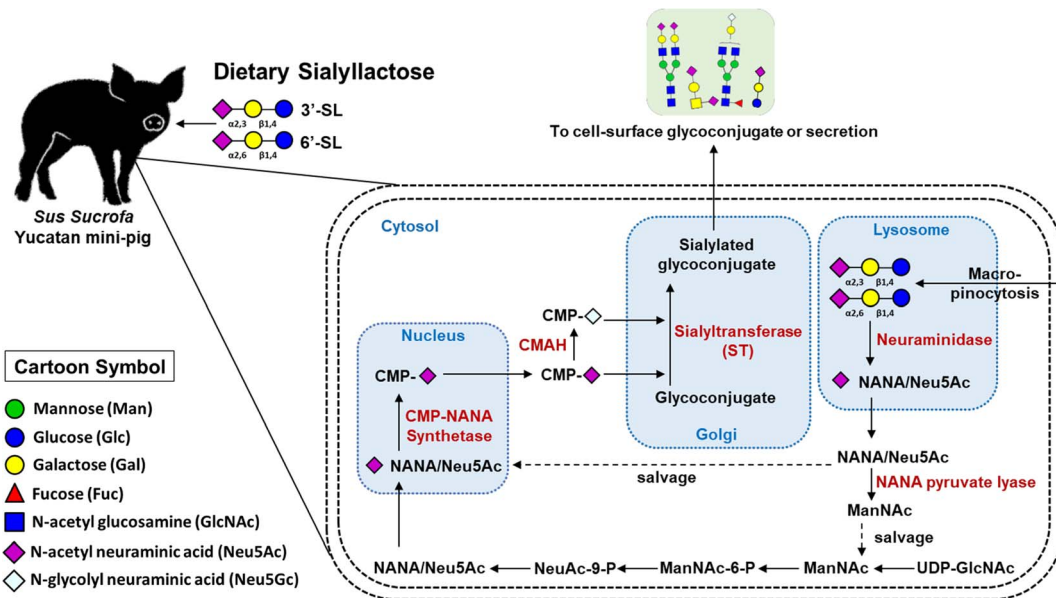 Dietary Sialyllactose
3'-SL
α2,3 β1,4
6'-SL
α2,6 β1,4
Sus Sucrofa
Yucatan mini-pig
To cell-surface glycoconjugate or secretion
Cytosol
Nucleus
CMP-
CMP-NANA
Synthetase
NANA/Neu5Ac
CMP-
CMAH
CMP-
Sialylated
glycoconjugate
Sialyltransferase
(ST)
Glycoconjugate
Golgi
Lysosome
α2,3 β1,4
α2,6 β1,4
Macro-
pinocytosis
Neuraminidase
NANA/Neu5Ac
NANA/Neu5Ac
salvage
NANA pyruvate lyase
ManNAc
salvage
NANA/Neu5Ac
NeuAc-9-P
ManNAc-6-P
ManNAc
UDP-GlcNAc
Cartoon Symbol
Mannose (Man)
Glucose (Glc)
Galactose (Gal)
Fucose (Fuc)
N-acetyl glucosamine (GlcNAc)
N-acetyl neuraminic acid (Neu5Ac)
N-glycolyl neuraminic acid (Neu5Gc)